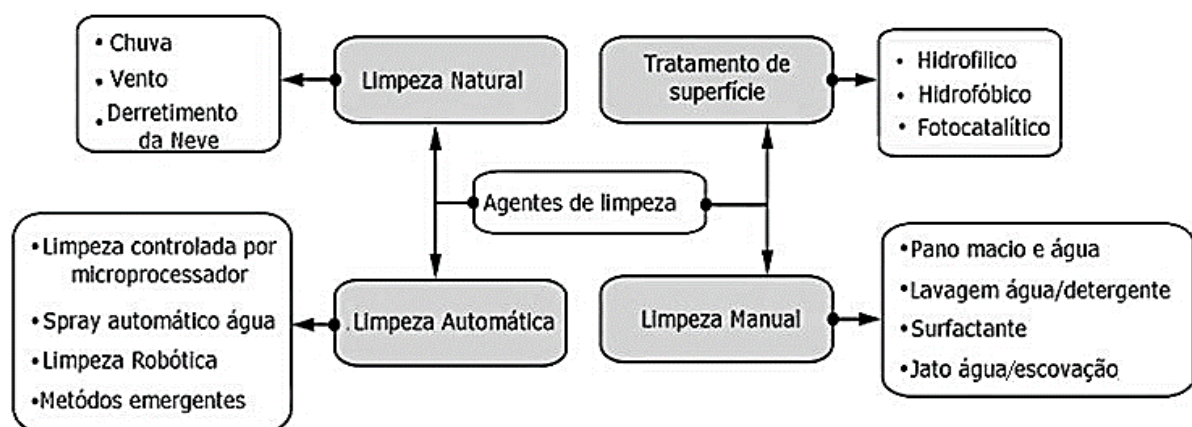 • Chuva
• Vento
• Derretimento
da Neve
Limpeza Natural
Tratamento de
superfície
• Hidrofilico
• Hidrofóbico
• Fotocatalítico
Agentes de limpeza
• Limpeza controlada por
microprocessador
• Spray automático água
• Limpeza Robótica
• Metódos emergentes
.Limpeza Automática
Limpeza Manual
• Pano macio e água
• Lavagem água/detergente
• Surfactante
• Jato água/escovação